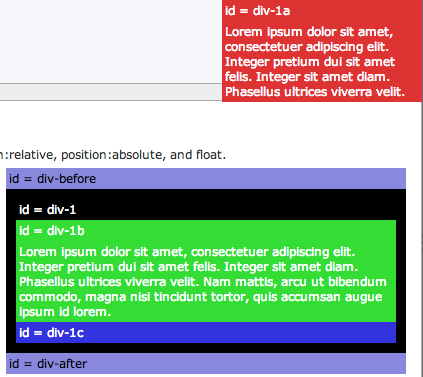 id = div-1a
Lorem ipsum dolor sit amet,
consectetuer adipiscing elit.
Integer pretium dui sit amet
felis. Integer sit amet diam.
Phasellus ultrices viverra velit.
n:relative, position:absolute, and float.
id = div-before
id = div-1
id = div-1b
Lorem ipsum dolor sit amet, consectetuer adipiscing elit.
Integer pretium dui sit amet felis. Integer sit amet diam.
Phasellus ultrices viverra velit. Nam mattis, arcu ut bibendum
commodo, magna nisi tincidunt tortor, quis accumsan augue
ipsum id lorem.
id = div-1c
id = div-after